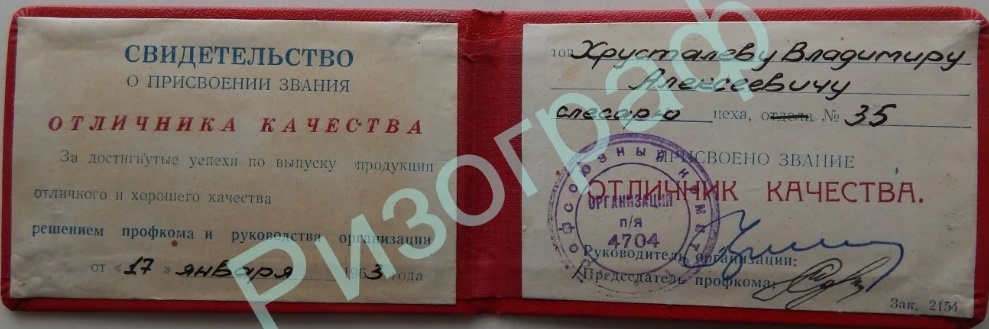 СВИДЕТЕЛЬСТВО
О ПРИСВОЕНИИ ЗВАНИЯ
ОТЛИЧНИКА КАЧЕСТВА
За достигнутые успехи по выпуску продукции
отличного и хорошего качества
решением профкома и руководства организации
от «17» января 1963 года
тов. Хрусталеву Владимиру
Алексеевичу
слесарю цеха, отдела № 35
ПРИСВОЕНО ЗВАНИЕ
ОТЛИЧНИК КАЧЕСТВА.
Руководитель организации:
Председатель профкома:
Зак. 2154
Профсоюзный комитет
ОРГАНИЗАЦИЯ
п/я
4704
Ризограф